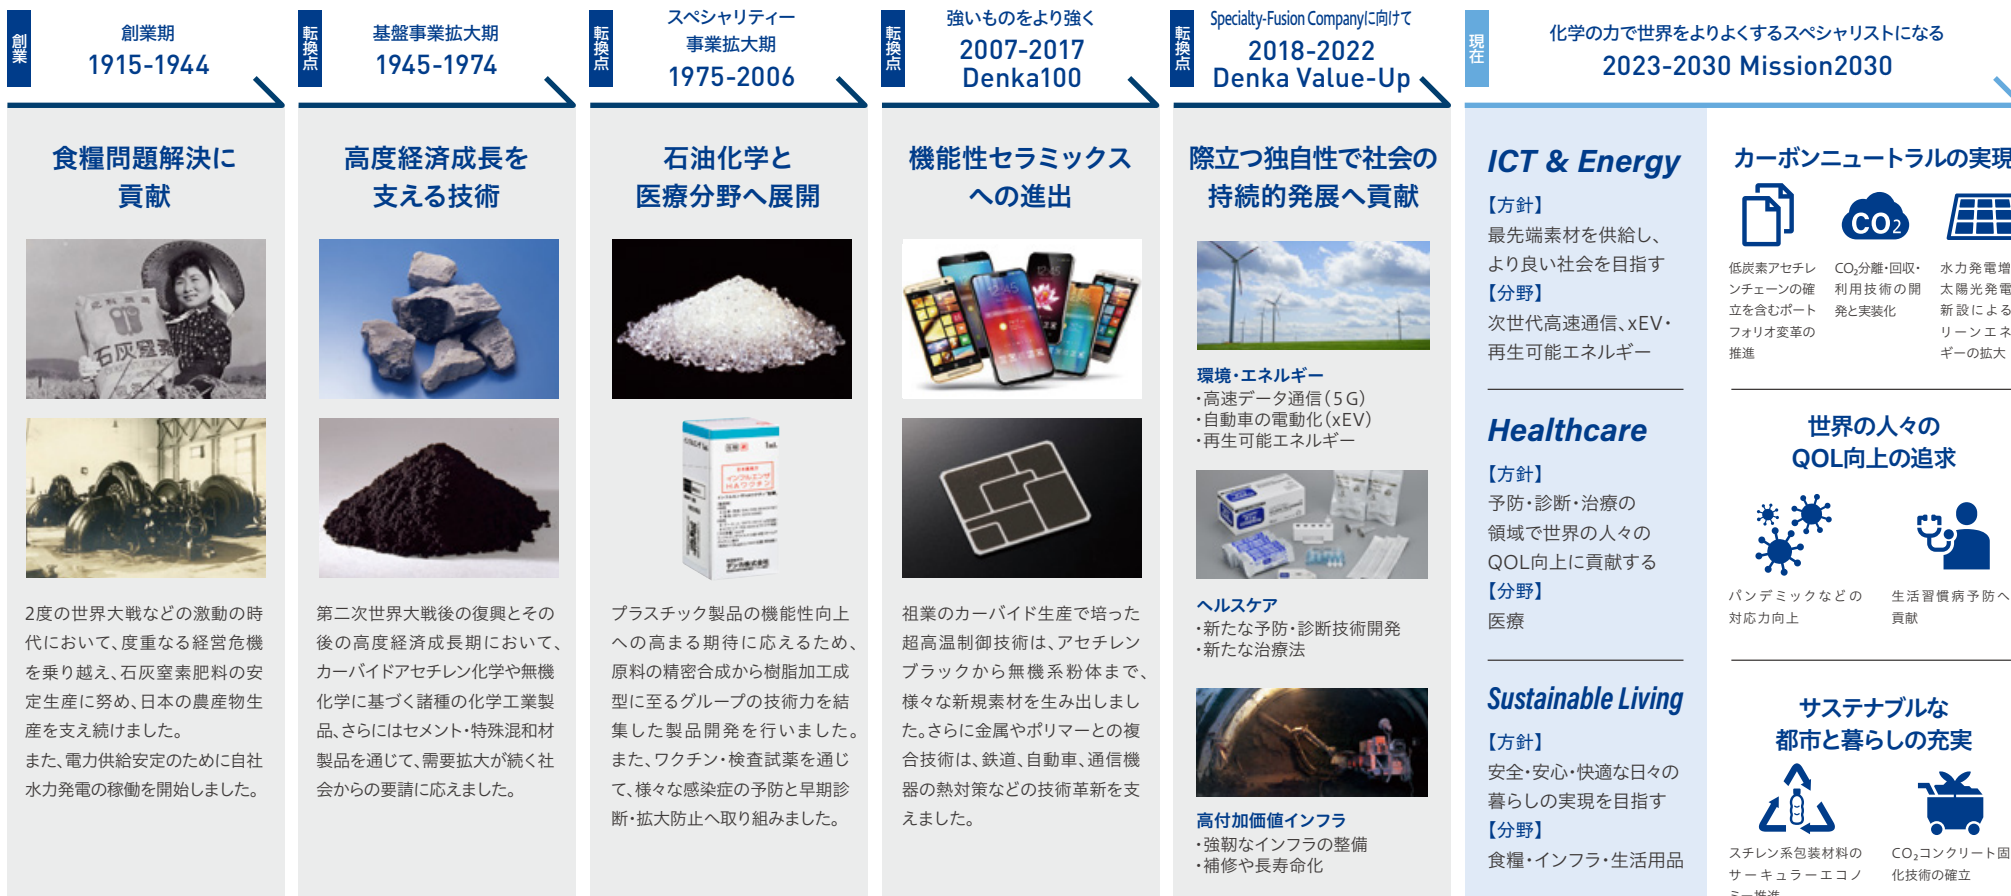 創業
創業期
1915-1944
食糧問題解決に
貢献
石灰窒素
2度の世界大戦などの激動の時
代において、度重なる経営危機
を乗り越え、石灰窒素肥料の安
定生産に努め、日本の農産物生
産を支え続けました。
また、電力供給安定のために自社
水力発電の稼働を開始しました。
転換点
基盤事業拡大期
1945-1974
高度経済成長を
支える技術
第二次世界大戦後の復興とその
後の高度経済成長期において、
カーバイドアセチレン化学や無機
化学に基づく諸種の化学工業製
品、さらにはセメント・特殊混和材
製品を通じて、需要拡大が続く社
会からの要請に応えました。
転換点
スペシャリティー
事業拡大期
1975-2006
石油化学と
医療分野へ展開
1mL
インフルエンザ
HAワクチン
デンカ株式会社
プラスチック製品の機能性向上
への高まる期待に応えるため、
原料の精密合成から樹脂加工成
型に至るグループの技術力を結
集した製品開発を行いました。
また、ワクチン・検査試薬を通じ
て、様々な感染症の予防と早期診
断・拡大防止へ取り組みました。
転換点
強いものをより強く
2007-2017
Denka100
機能性セラミックス
への進出
祖業のカーバイド生産で培った
超高温制御技術は、アセチレン
ブラックから無機系粉体まで、
様々な新規素材を生み出しまし
た。さらに金属やポリマーとの複
合技術は、鉄道、自動車、通信機
器の熱対策などの技術革新を支
えました。
転換点
Specialty-Fusion Companyに向けて
2018-2022
Denka Value-Up
際立つ独自性で社会の
持続的発展へ貢献
環境・エネルギー
・高速データ通信(5G)
・自動車の電動化(xEV)
・再生可能エネルギー
ヘルスケア
・新たな予防・診断技術開発
・新たな治療法
高付加価値インフラ
・強靭なインフラの整備
・補修や長寿命化
現在
化学の力で世界をよりよくするスペシャリストになる
2023-2030 Mission2030
ICT & Energy
【方針】
最先端素材を供給し、
より良い社会を目指す
【分野】
次世代高速通信、xEV・
再生可能エネルギー
Healthcare
【方針】
予防・診断・治療の
領域で世界の人々の
QOL向上に貢献する
【分野】
医療
Sustainable Living
【方針】
安全・安心・快適な日々の
暮らしの実現を目指す
【分野】
食糧・インフラ・生活用品
カーボンニュートラルの実現
CO2
低炭素アセチレ
ンチェーンの確
立を含むポート
フォリオ変革の
推進
CO₂分離・回収・
利用技術の開
発と実装化
水力発電増
太陽光発電
新設による
リーンエネ
ギーの拡大
世界の人々の
QOL向上の追求
パンデミックなどの
対応力向上
生活習慣病予防へ
貢献
サステナブルな
都市と暮らしの充実
スチレン系包装材料の
サーキュラーエコノ
ミー推進
CO₂コンクリート固
化技術の確立